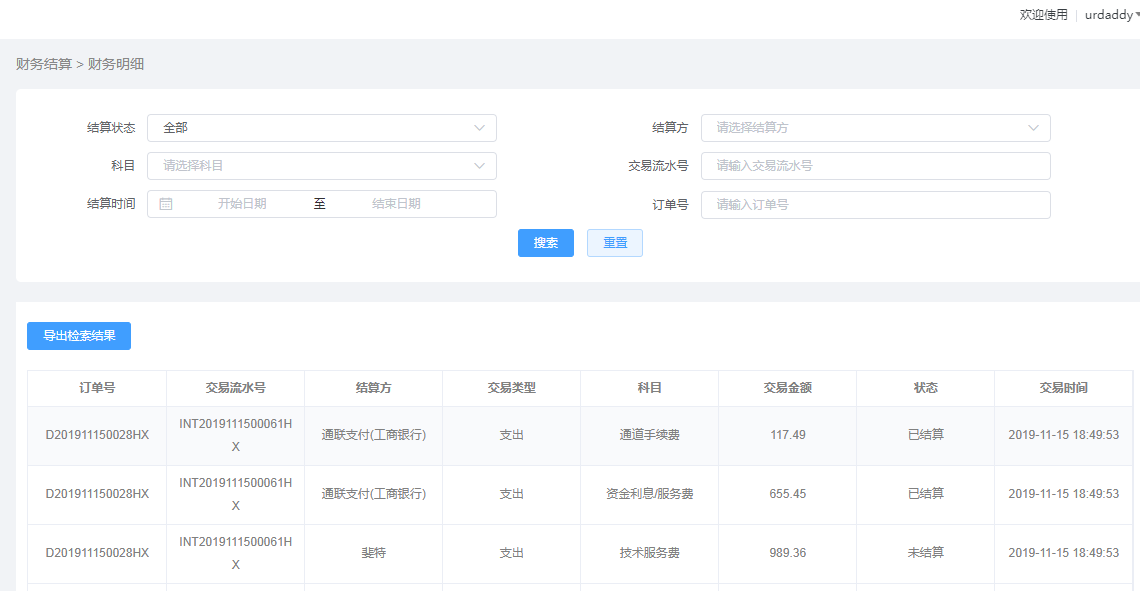 欢迎使用 urdaddy
财务结算 > 财务明细
结算状态 全部 结算方 请选择结算方
科目 请选择科目 交易流水号 请输入交易流水号
结算时间 开始日期 至 结束日期 订单号 请输入订单号
搜索 重置
导出检索结果
订单号 交易流水号 结算方 交易类型 科目 交易金额 状态 交易时间
D201911150028HX INT2019111500061HX 通联支付(工商银行) 支出 通道手续费 117.49 已结算 2019-11-15 18:49:53
D201911150028HX INT2019111500061HX 通联支付(工商银行) 支出 资金利息/服务费 655.45 已结算 2019-11-15 18:49:53
D201911150028HX INT2019111500061HX 斐特 支出 技术服务费 989.36 未结算 2019-11-15 18:49:53